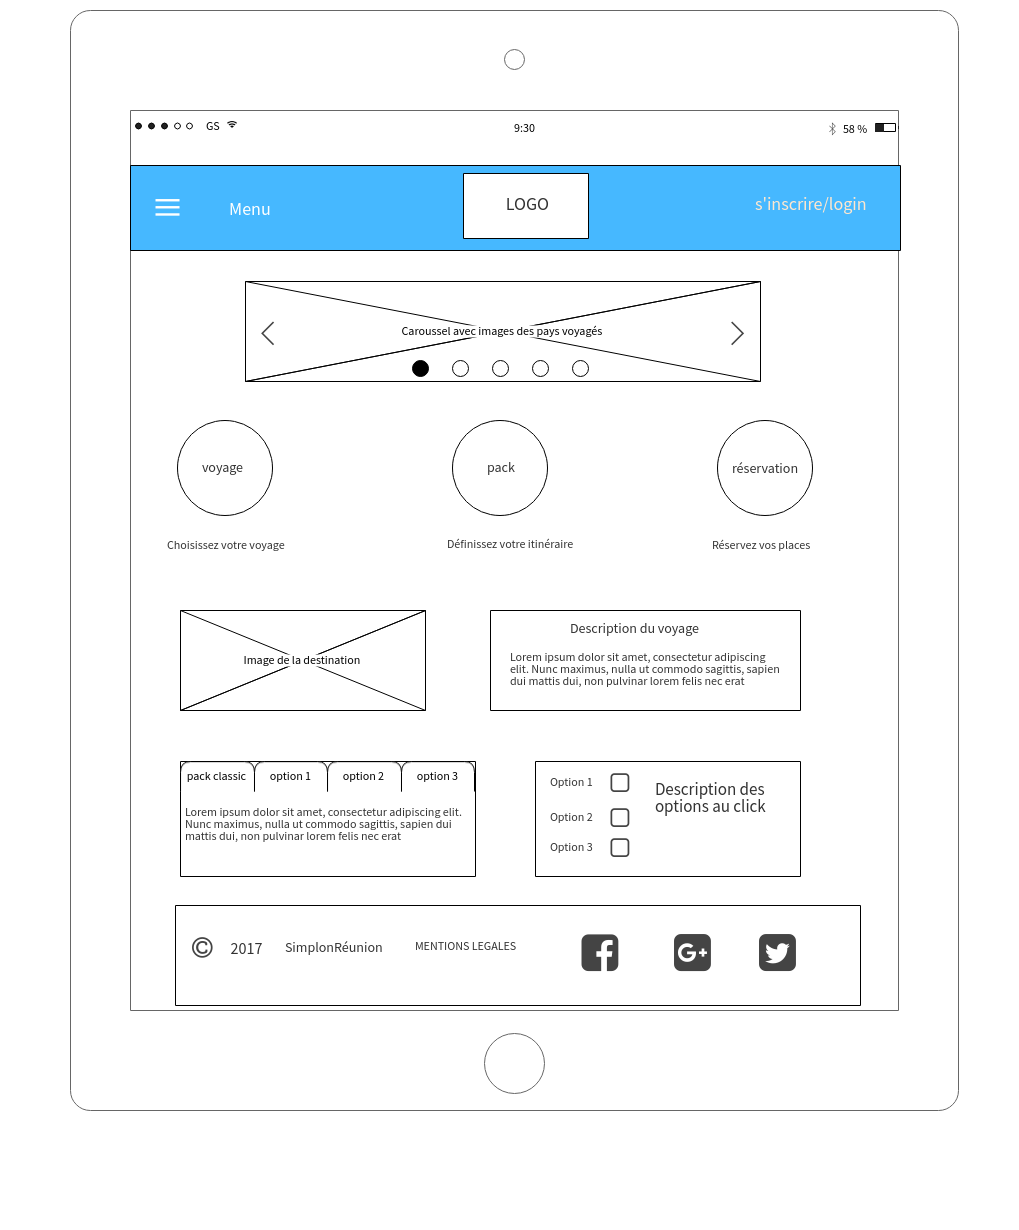 GS 9:30 58 %
Menu LOGO s'inscrire/login
Caroussel avec images des pays voyagés
voyage pack réservation
Choisissez votre voyage Définissez votre itinéraire Réservez vos places
Image de la destination
Description du voyage
Lorem ipsum dolor sit amet, consectetur adipiscing
elit. Nunc maximus, nulla ut commodo sagittis, sapien
dui mattis dui, non pulvinar lorem felis nec erat
pack classic option 1 option 2 option 3
Lorem ipsum dolor sit amet, consectetur adipiscing elit.
Nunc maximus, nulla ut commodo sagittis, sapien dui
mattis dui, non pulvinar lorem felis nec erat
Option 1
Option 2
Option 3
Description des
options au click
© 2017 SimplonRéunion MENTIONS LEGALES